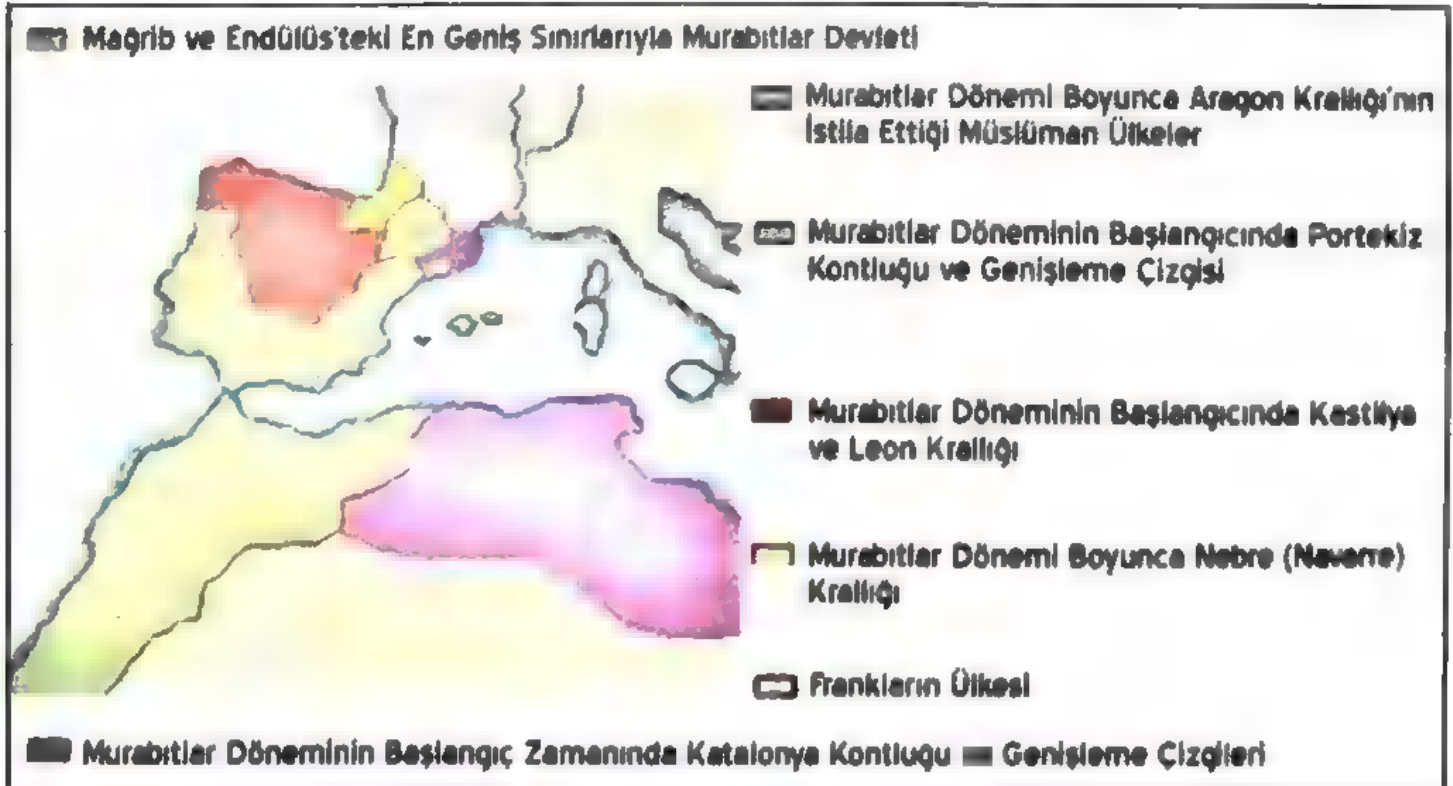 Mağrib ve Endülüs'teki En Geniş Sınırlarıyla Murabıtlar Devleti
Murabıtlar Dönemi Boyunca Aragon Krallığı'nın
İstila Ettiği Müslüman Ülkeler
Murabıtlar Döneminin Başlangıcında Portekiz
Kontluğu ve Genişleme Çizgisi
Murabıtlar Döneminin Başlangıcında Kastilya
ve Leon Krallığı
Murabıtlar Dönemi Boyunca Nebre (Navarre)
Krallığı
Frankların Ülkesi
Murabıtlar Döneminin Başlangıç Zamanında Katalonya Kontluğu Genişleme Çizgileri